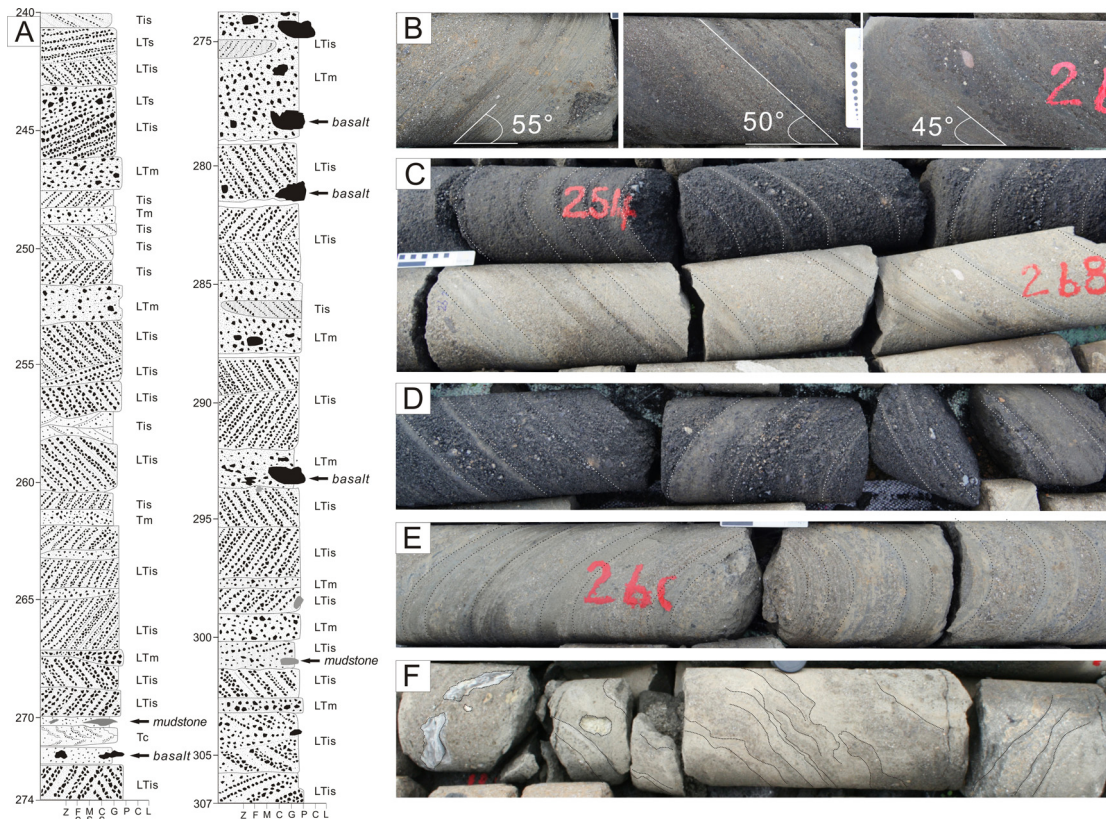 A
240
Tis
LTs
LTis
LTs
245
LTis
LTm
Tis
Tm
250
Tis
Tis
Tis
LTm
LTis
255
LTis
Tis
LTis
260
Tis
Tm
LTis
265
LTis
LTm
LTis
LTis
270
mudstone
Tc
basalt
LTis
274
Z F M C G P C L
S S S
275
LTis
LTm
basalt
280
LTis
basalt
LTis
285
Tis
LTm
290
LTis
LTm
basalt
295
LTis
LTis
LTm
LTis
300
LTm
LTis
mudstone
LTis
LTm
305
LTis
LTis
307
Z F M C G P C L
B
55°
50°
45°
C
254
268
D
E
F